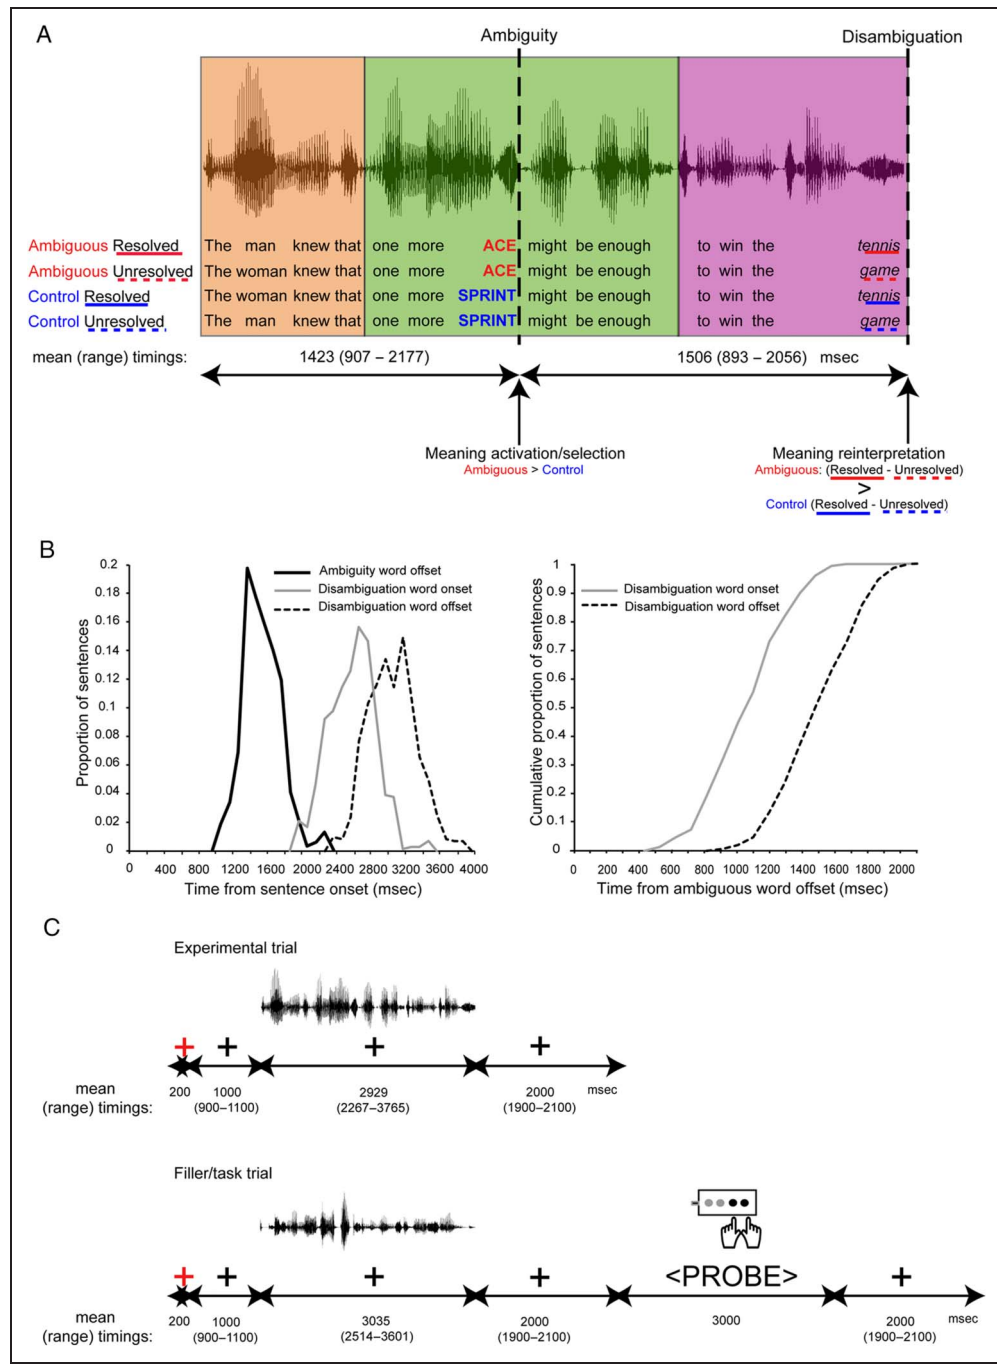 A
Ambiguity
Disambiguation
Ambiguous Resolved The man knew that one more ACE might be enough to win the tennis
Ambiguous Unresolved The woman knew that one more ACE might be enough to win the game
Control Resolved The woman knew that one more SPRINT might be enough to win the tennis
Control Unresolved The man knew that one more SPRINT might be enough to win the game
mean (range) timings: 1423 (907 – 2177) 1506 (893 – 2056) msec
Meaning activation/selection
Ambiguous > Control
Meaning reinterpretation
Ambiguous: (Resolved - Unresolved)
>
Control (Resolved - Unresolved)
B
Proportion of sentences
0.2
0.18
0.16
0.14
0.12
0.1
0.08
0.06
0.04
0.02
0
Ambiguity word offset
Disambiguation word onset
Disambiguation word offset
0 400 800 1200 1600 2000 2400 2800 3200 3600 4000
Time from sentence onset (msec)
Cumulative proportion of sentences
1
0.9
0.8
0.7
0.6
0.5
0.4
0.3
0.2
0.1
0
Disambiguation word onset
Disambiguation word offset
0 200 400 600 800 1000 1200 1400 1600 1800 2000
Time from ambiguous word offset (msec)
C
Experimental trial
+ + + +
mean
(range) timings:
200 1000 2929 2000 msec
(900–1100) (2267–3765) (1900–2100)
Filler/task trial
+ + + + <PROBE> +
mean
(range) timings:
200 1000 3035 2000 3000 2000 msec
(900–1100) (2514–3601) (1900–2100) (1900–2100)